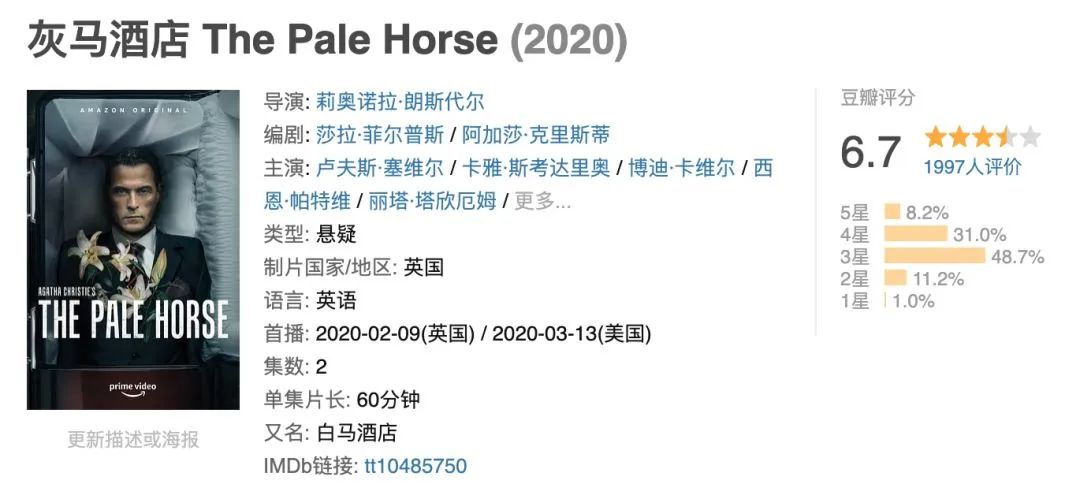 灰马酒店 The Pale Horse (2020)
AMAZON ORIGINAL
AGATHA CHRISTIE'S
THE PALE HORSE
prime video
更新描述或海报
导演: 莉奥诺拉·朗斯代尔
编剧: 莎拉·菲尔普斯 / 阿加莎·克里斯蒂
主演: 卢夫斯·塞维尔 / 卡雅·斯考达里奥 / 博迪·卡维尔 / 西
恩·帕特维 / 丽塔·塔欣厄姆 / 更多...
类型: 悬疑
制片国家/地区: 英国
语言: 英语
首播: 2020-02-09(英国) / 2020-03-13(美国)
集数: 2
单集片长: 60分钟
又名: 白马酒店
IMDb链接: tt10485750
豆瓣评分
6.7
1997人评价
5星 8.2%
4星 31.0%
3星 48.7%
2星 11.2%
1星 1.0%